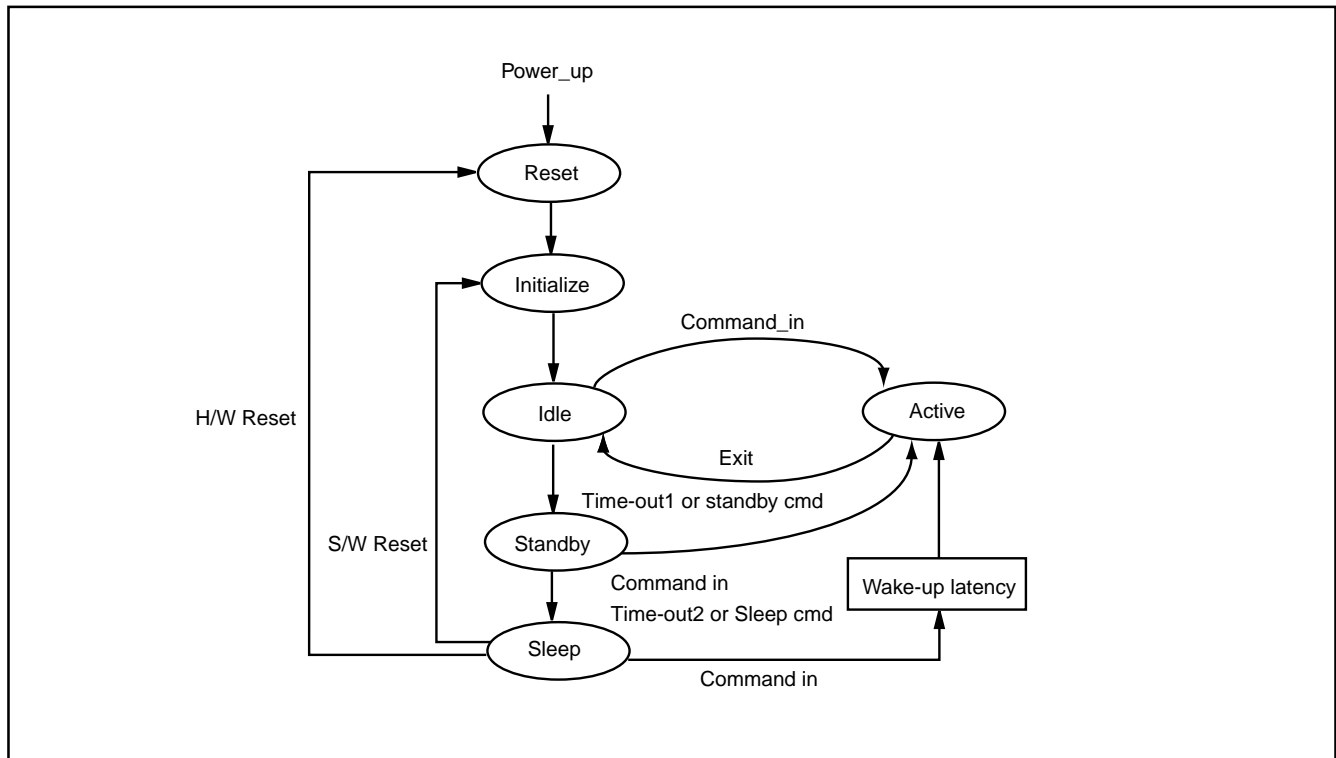 Power_up
Reset
Initialize
Command_in
Idle
Active
H/W Reset
Exit
Time-out1 or standby cmd
S/W Reset
Standby
Command in
Time-out2 or Sleep cmd
Wake-up latency
Sleep
Command in